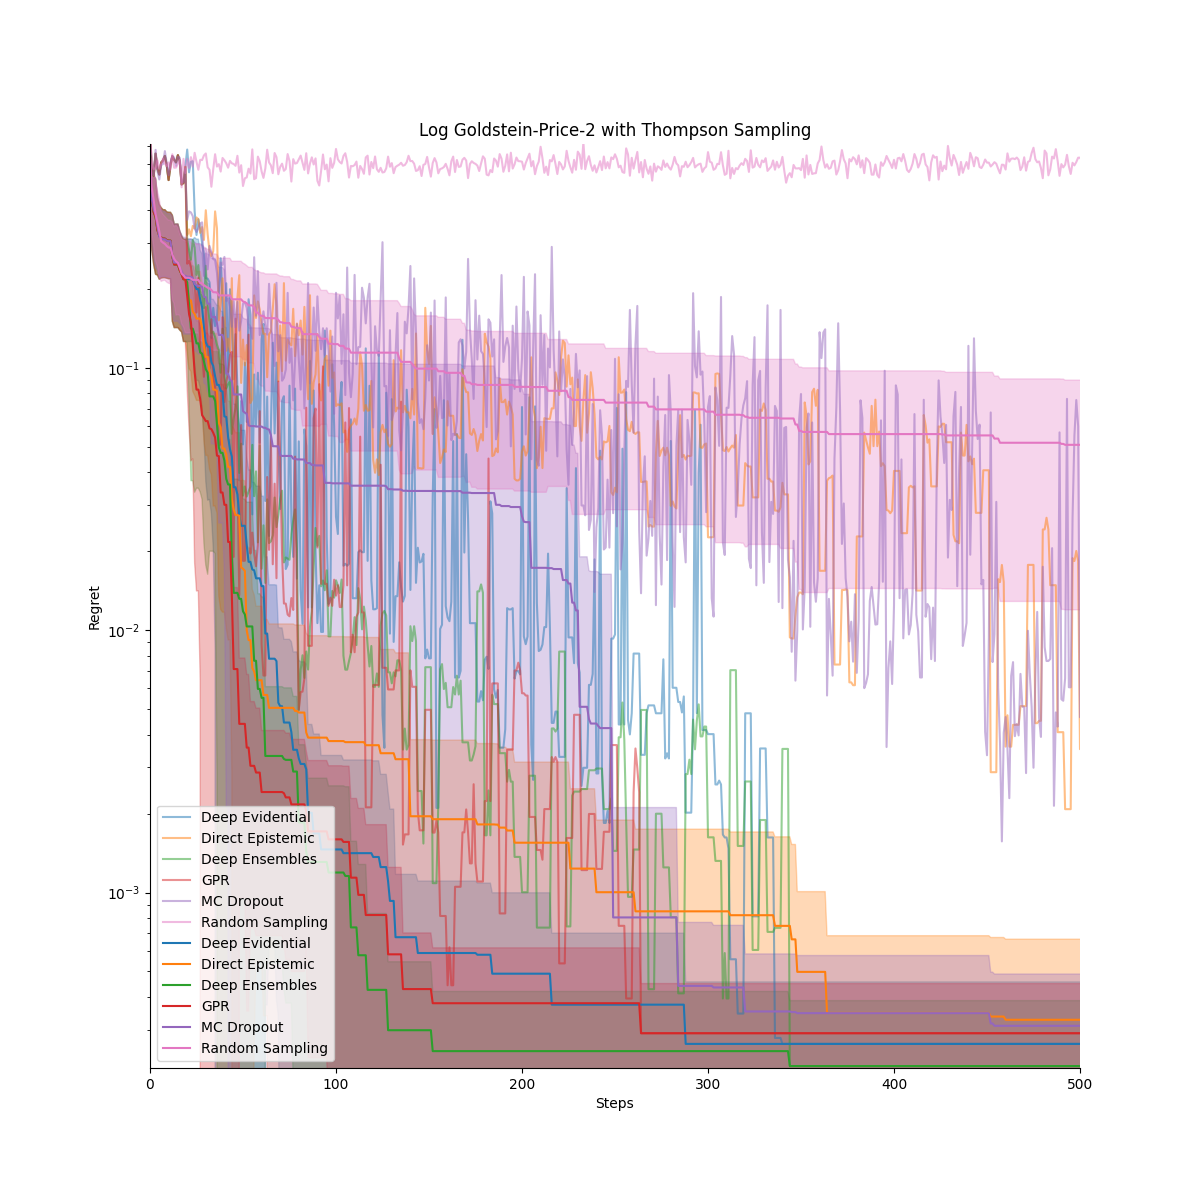 Log Goldstein-Price-2 with Thompson Sampling
Regret
10⁻¹
10⁻²
10⁻³
Deep Evidential
Direct Epistemic
Deep Ensembles
GPR
MC Dropout
Random Sampling
Deep Evidential
Direct Epistemic
Deep Ensembles
GPR
MC Dropout
Random Sampling
0 100 200 300 400 500
Steps